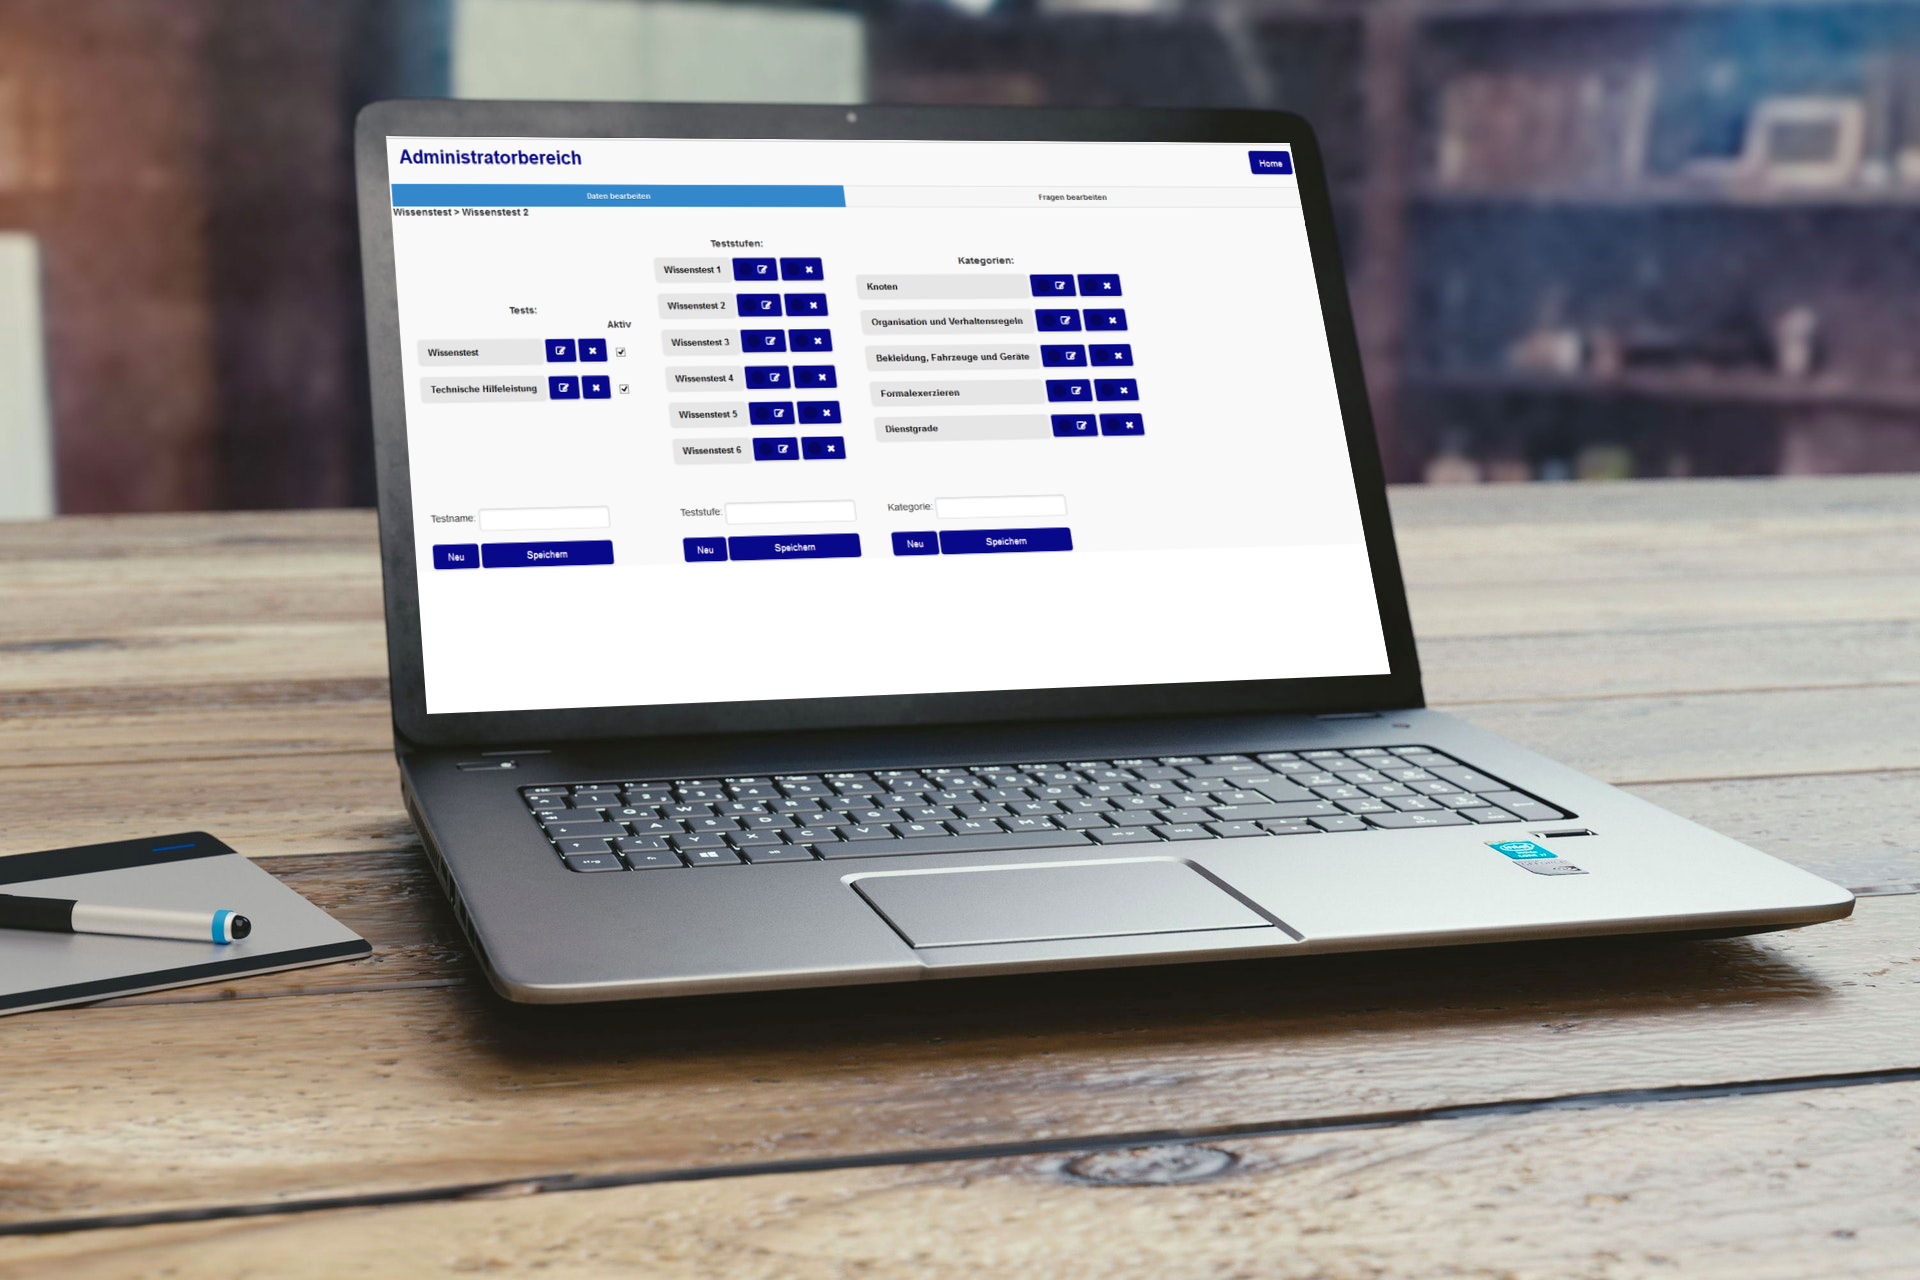 Administratorbereich
Home
Daten bearbeiten
Fragen bearbeiten
Wissenstest > Wissenstest 2
Tests:
Aktiv
Wissenstest
Technische Hilfeleistung
Testname:
Neu
Speichern
Teststufen:
Wissenstest 1
Wissenstest 2
Wissenstest 3
Wissenstest 4
Wissenstest 5
Wissenstest 6
Teststufe:
Neu
Speichern
Kategorien:
Knoten
Organisation und Verhaltensregeln
Bekleidung, Fahrzeuge und Geräte
Formalexerzieren
Dienstgrade
Kategorie:
Neu
Speichern